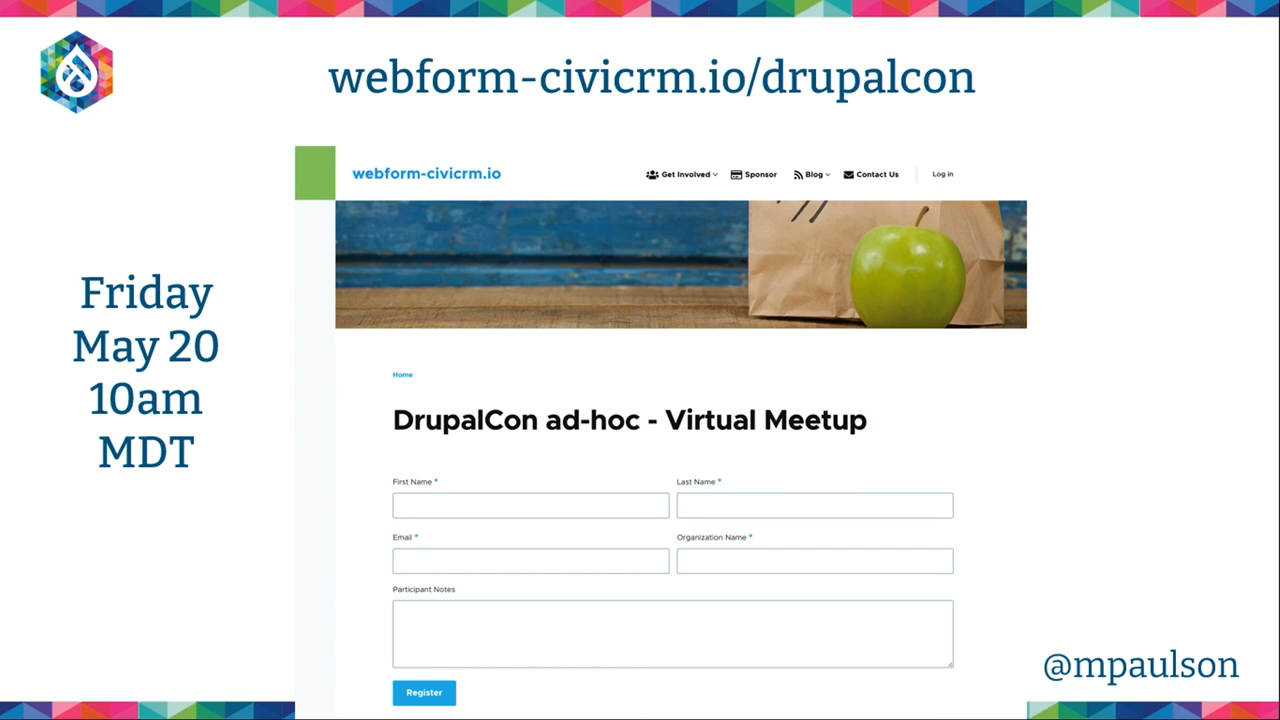 webform-civicrm.io/drupalcon
webform-civicrm.io
Get Involved Sponsor Blog Contact Us Log in
Friday
May 20
10am
MDT
Home
DrupalCon ad-hoc - Virtual Meetup
First Name * Last Name *
Email * Organization Name *
Participant Notes
Register
@mpaulson